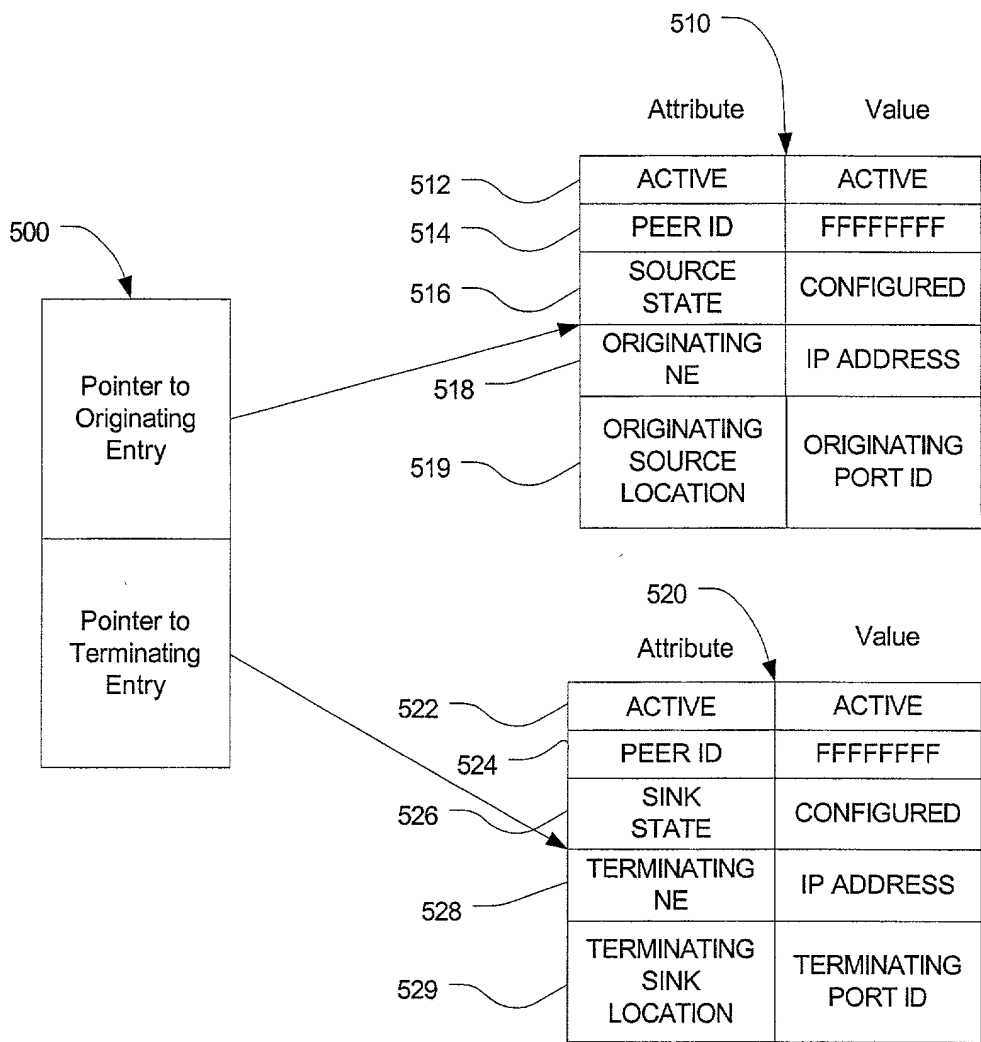 510
Attribute Value
512 ACTIVE ACTIVE
514 PEER ID FFFFFFFF
500
516 SOURCE
STATE CONFIGURED
518 ORIGINATING
NE IP ADDRESS
Pointer to
Originating
Entry
519 ORIGINATING
SOURCE
LOCATION
ORIGINATING
PORT ID
520
Attribute Value
Pointer to
Terminating
Entry
522 ACTIVE ACTIVE
524 PEER ID FFFFFFFF
526 SINK
STATE CONFIGURED
528 TERMINATING
NE IP ADDRESS
529 TERMINATING
SINK
LOCATION
TERMINATING
PORT ID